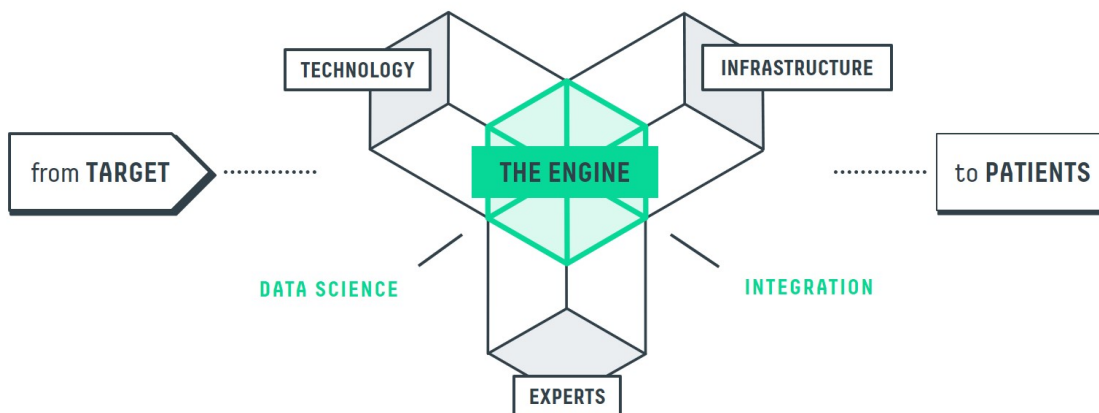 TECHNOLOGY
INFRASTRUCTURE
from TARGET
THE ENGINE
to PATIENTS
DATA SCIENCE
INTEGRATION
EXPERTS